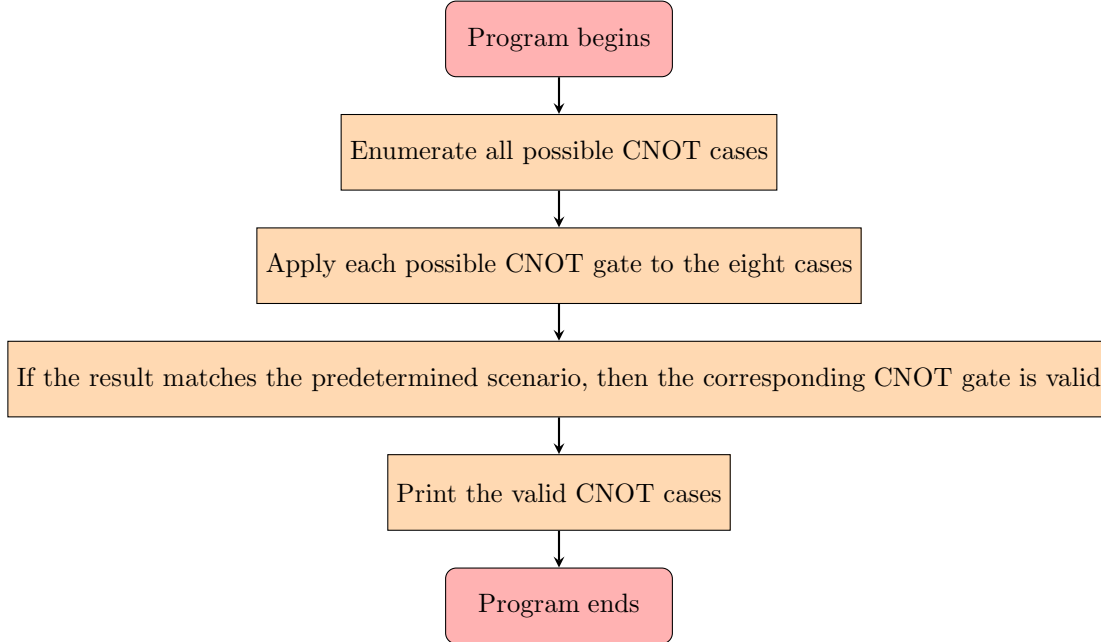 Program begins
Enumerate all possible CNOT cases
Apply each possible CNOT gate to the eight cases
If the result matches the predetermined scenario, then the corresponding CNOT gate is valid
Print the valid CNOT cases
Program ends